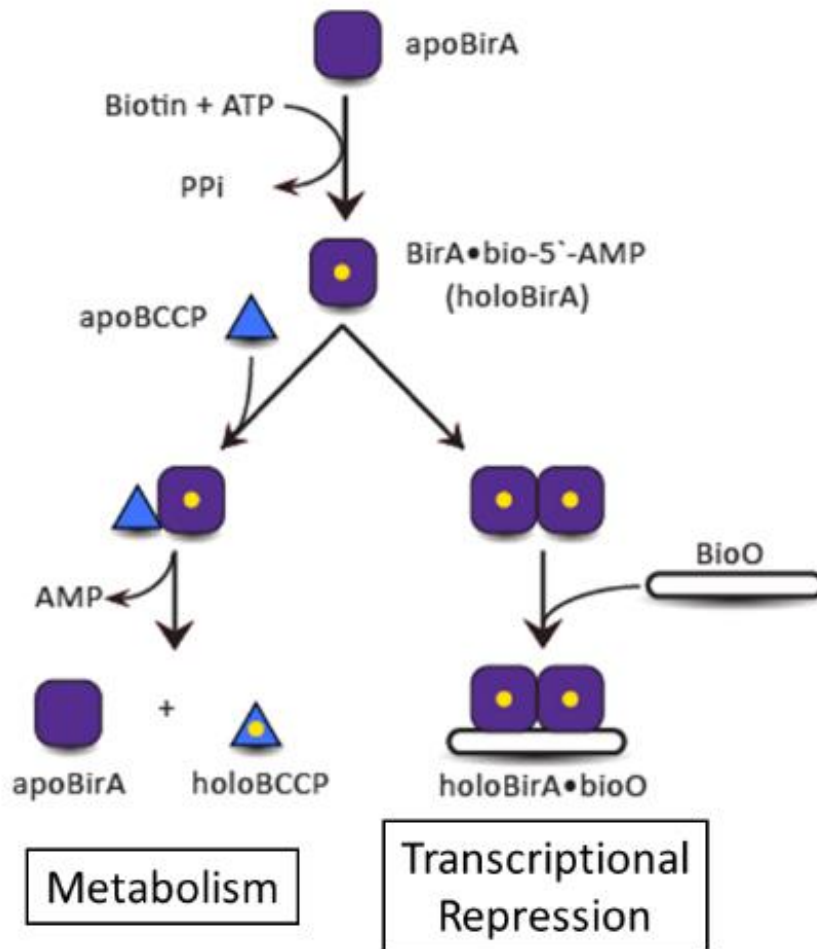 apoBirA
Biotin + ATP
PPi
BirA•bio-5`-AMP
(holoBirA)
apoBCCP
BioO
AMP
+
apoBirA
holoBCCP
holoBirA•bioO
Metabolism
Transcriptional
Repression